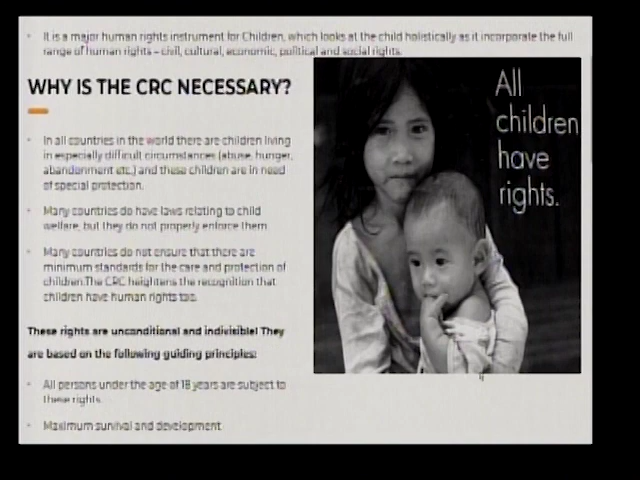 It is a major human rights instrument for Children, which looks at the child holistically as it incorporate the full
range of human rights – civil, cultural, economic, political and social rights.
WHY IS THE CRC NECESSARY?
In all countries in the world there are children living
in especially difficult circumstances (abuse, hunger,
abandonment etc.) and these children are in need
of special protection.
Many countries do have laws relating to child
welfare, but they do not properly enforce them
Many countries do not ensure that there are
minimum standards for the care and protection of
children.The CRC heightens the recognition that
children have human rights too.
These rights are unconditional and indivisible! They
are based on the following guiding principles:
All persons under the age of 18 years are subject to
these rights.
Maximum survival and development
All
children
have
rights.